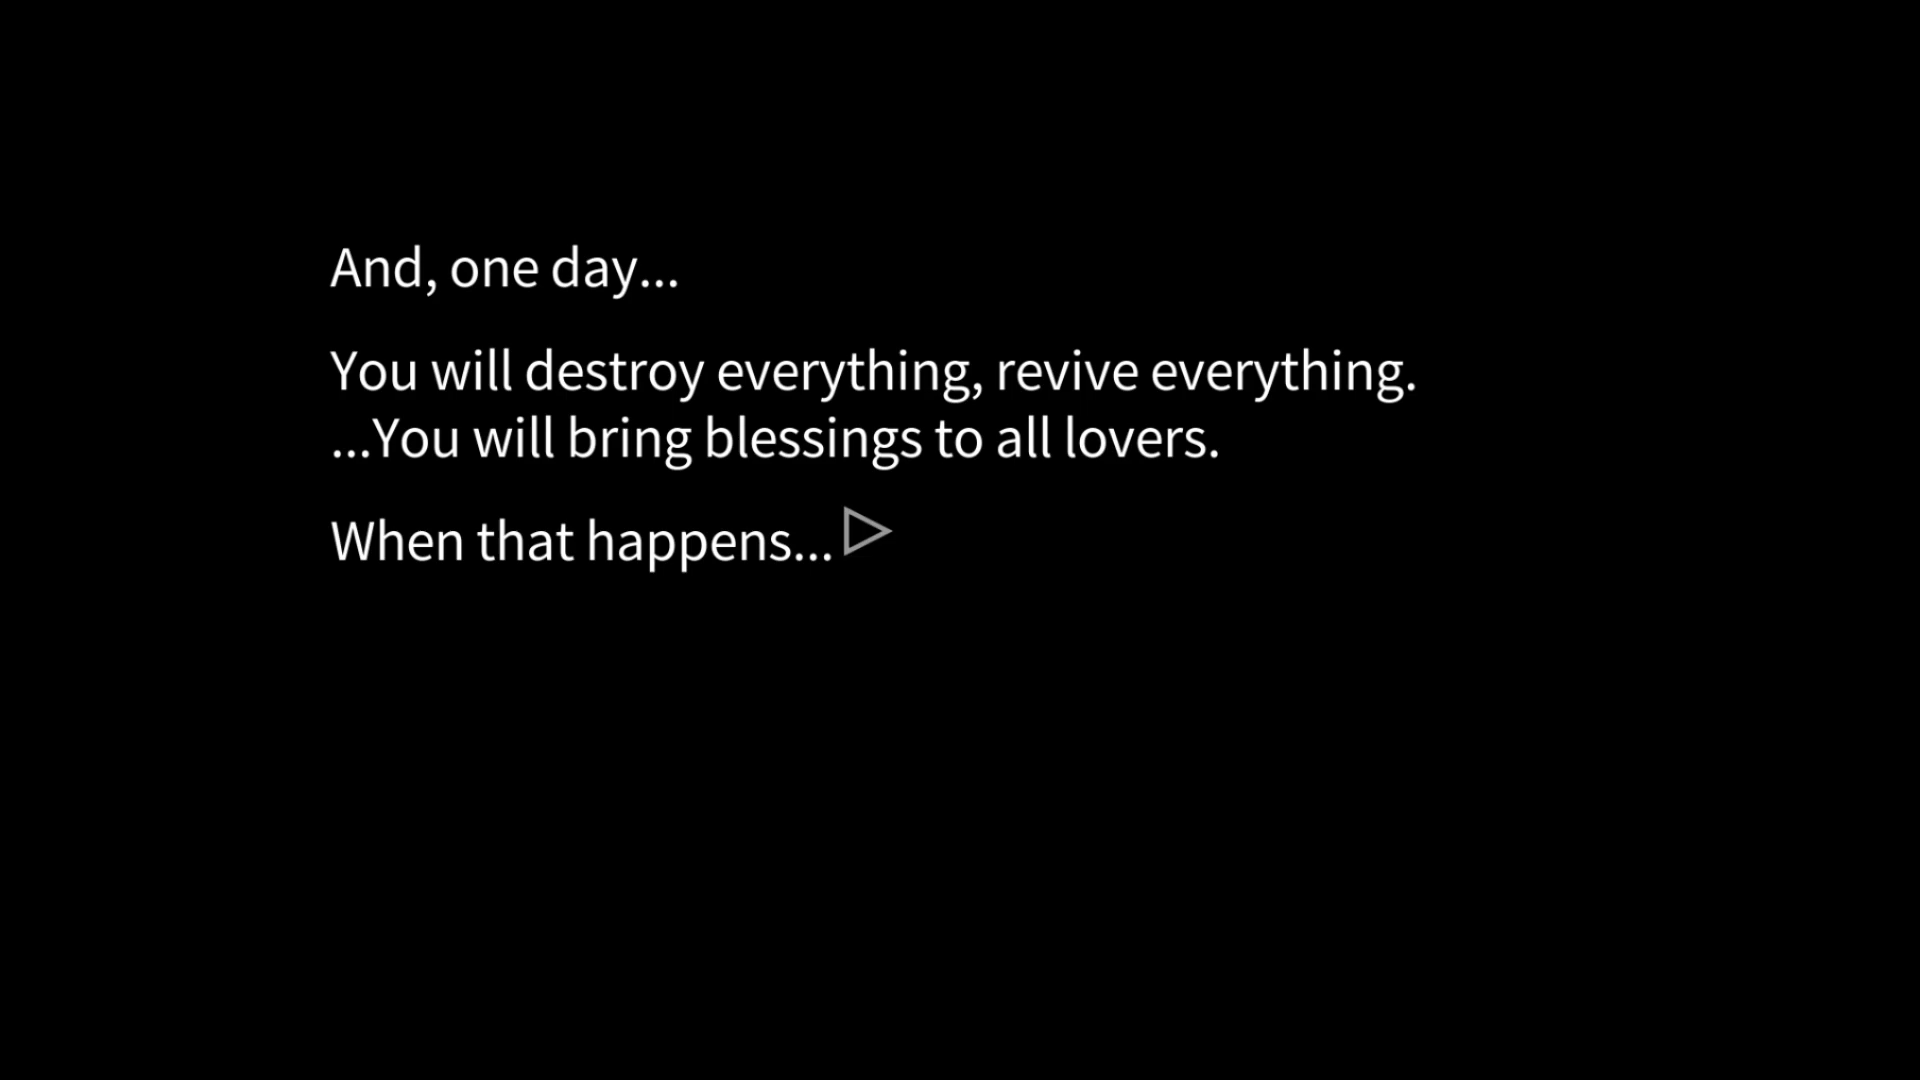 And, one day...
You will destroy everything, revive everything.
...You will bring blessings to all lovers.
When that happens...